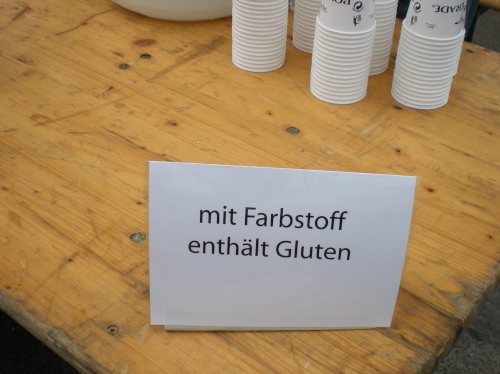 mit Farbstoff
enthält Gluten